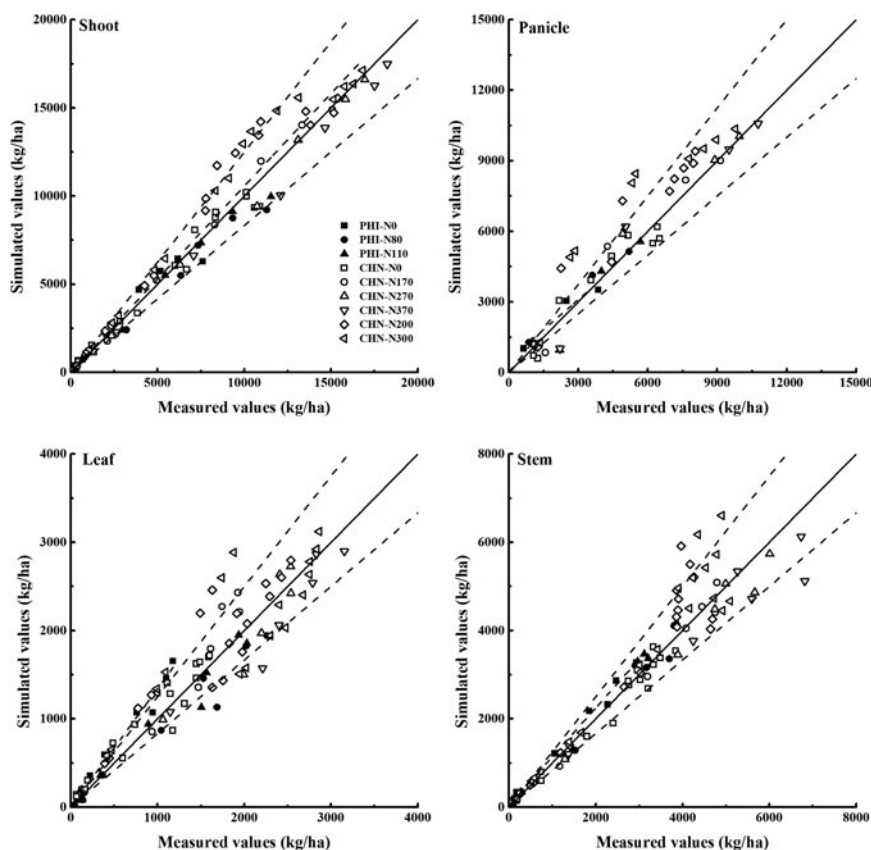 Shoot
20000
15000
10000
5000
0
Simulated values (kg/ha)
0 5000 10000 15000 20000
Measured values (kg/ha)
PHI-N0
PHI-N80
PHI-N110
CHN-N0
CHN-N170
CHN-N270
CHN-N370
CHN-N200
CHN-N300
Panicle
15000
12000
9000
6000
3000
0
Simulated values (kg/ha)
0 3000 6000 9000 12000 15000
Measured values (kg/ha)
Leaf
4000
3000
2000
1000
0
Simulated values (kg/ha)
0 1000 2000 3000 4000
Measured values (kg/ha)
Stem
8000
6000
4000
2000
0
Simulated values (kg/ha)
0 2000 4000 6000 8000
Measured values (kg/ha)